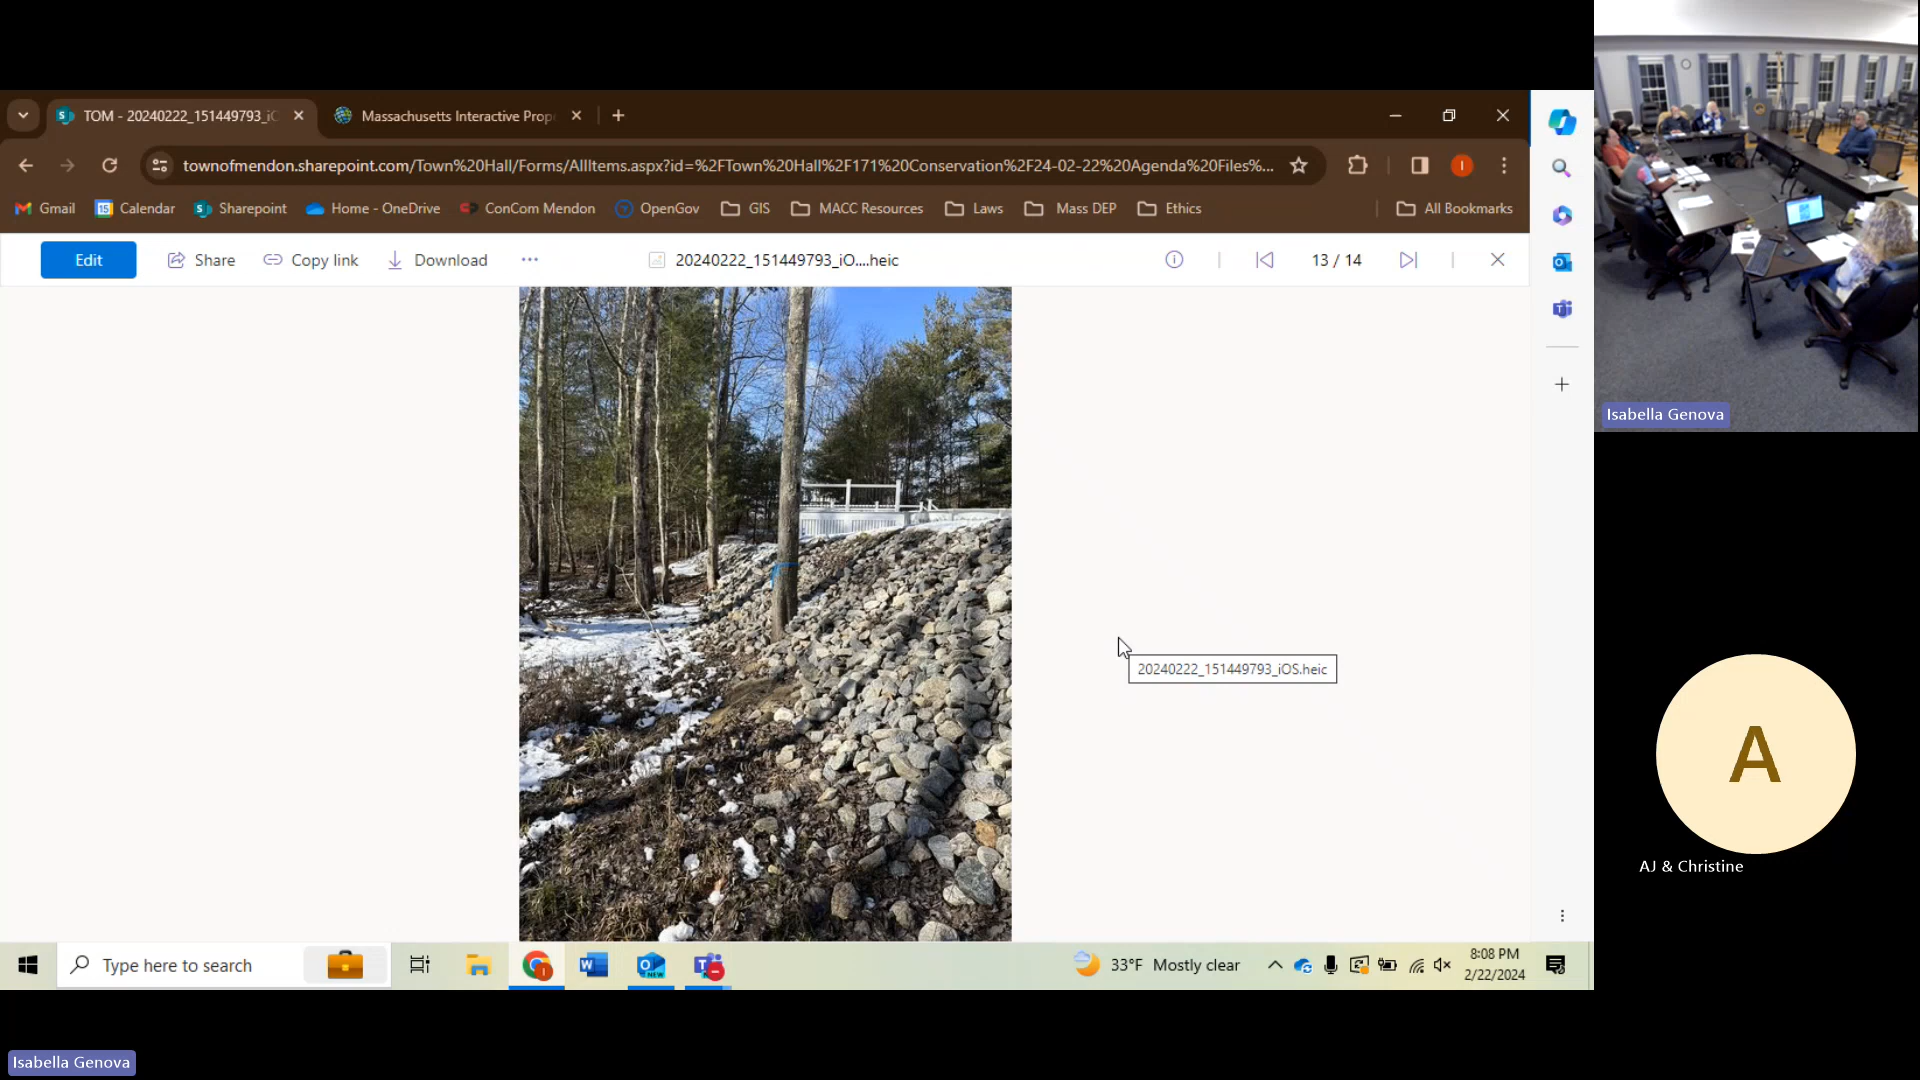 TOM - 20240222_151449793_iO
Massachusetts Interactive Prop
townofmendon.sharepoint.com/Town%20Hall/Forms/AllItems.aspx?id=%2FTown%20Hall%2F171%20Conservation%2F24-02-22%20Agenda%20Files%...
I
Gmail
15 Calendar
S Sharepoint
Home - OneDrive
ConCom Mendon
OpenGov
GIS
MACC Resources
Laws
Mass DEP
Ethics
All Bookmarks
Edit
Share
Copy link
Download
20240222_151449793_iO....heic
13 / 14
20240222_151449793_iOS.heic
Isabella Genova
A
AJ & Christine
Type here to search
33°F Mostly clear
8:08 PM
2/22/2024
Isabella Genova